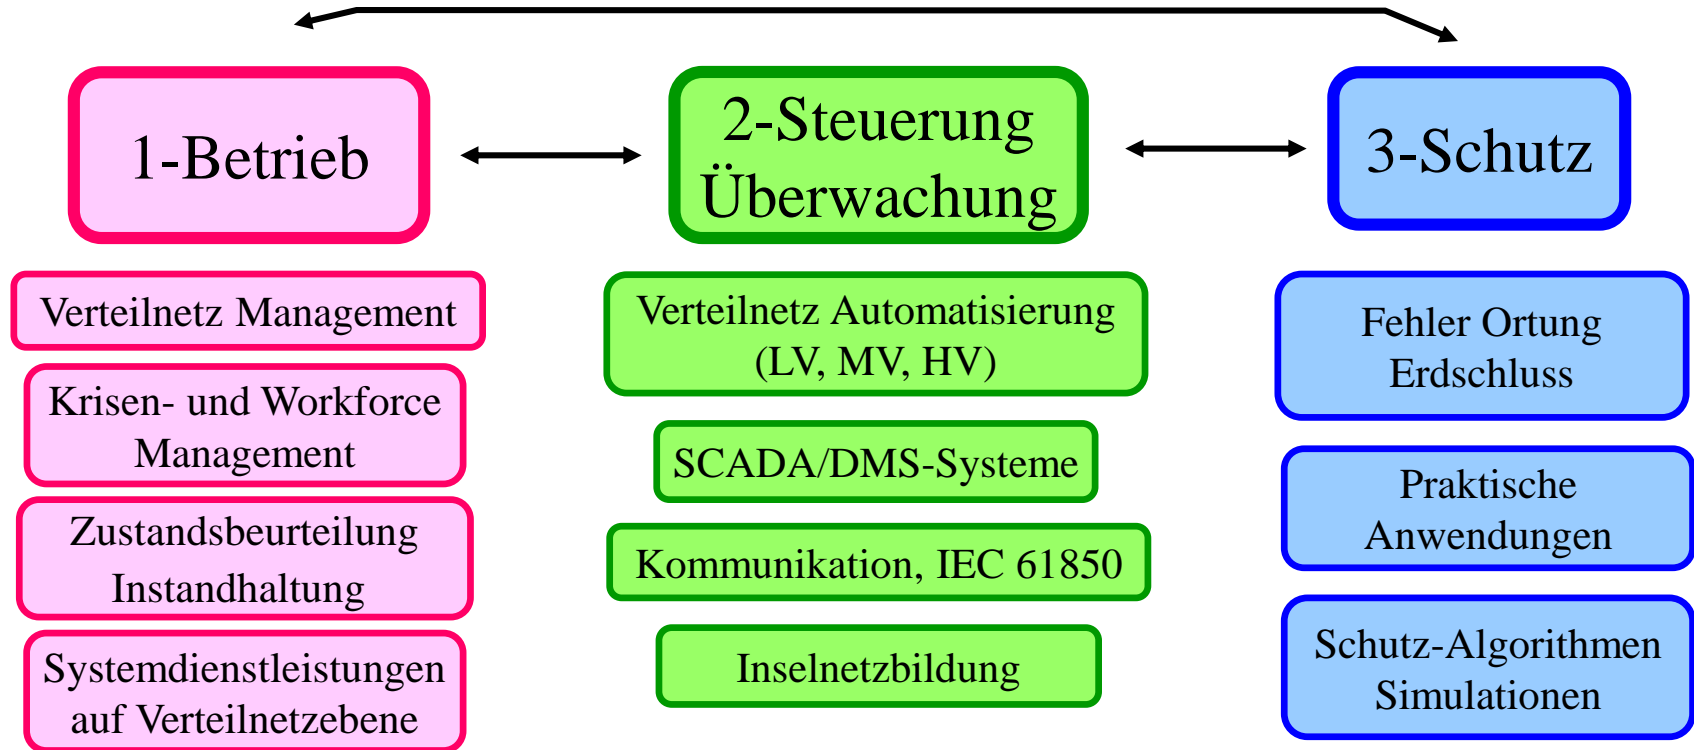 1-Betrieb
2-Steuerung
Überwachung
3-Schutz
Verteilnetz Management
Krisen- und Workforce
Management
Zustandsbeurteilung
Instandhaltung
Systemdienstleistungen
auf Verteilnetzebene
Verteilnetz Automatisierung
(LV, MV, HV)
SCADA/DMS-Systeme
Kommunikation, IEC 61850
Inselnetzbildung
Fehler Ortung
Erdschluss
Praktische
Anwendungen
Schutz-Algorithmen
Simulationen